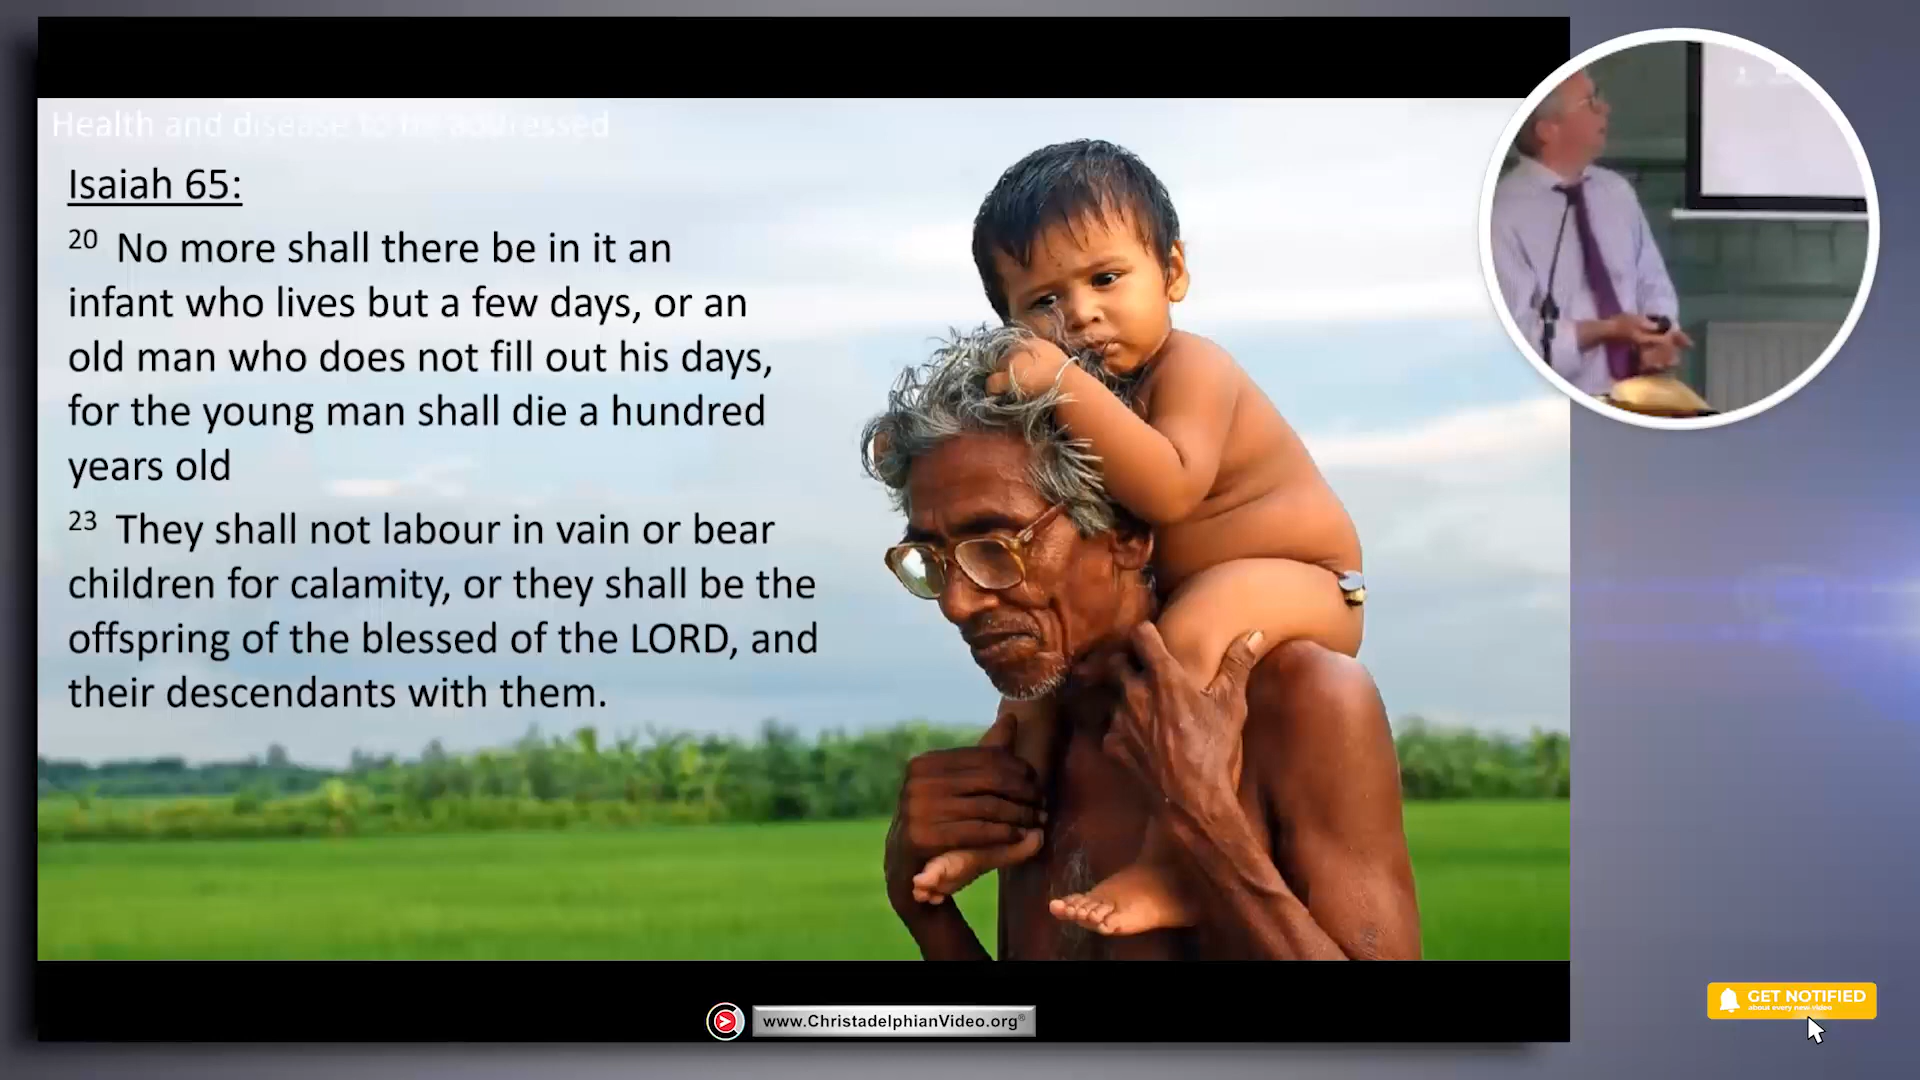 Health and disease to be addressed
Isaiah 65:
20 No more shall there be in it an
infant who lives but a few days, or an
old man who does not fill out his days,
for the young man shall die a hundred
years old
23 They shall not labour in vain or bear
children for calamity, or they shall be the
offspring of the blessed of the LORD, and
their descendants with them.
www.ChristadelphianVideo.org®
GET NOTIFIED
about every new video